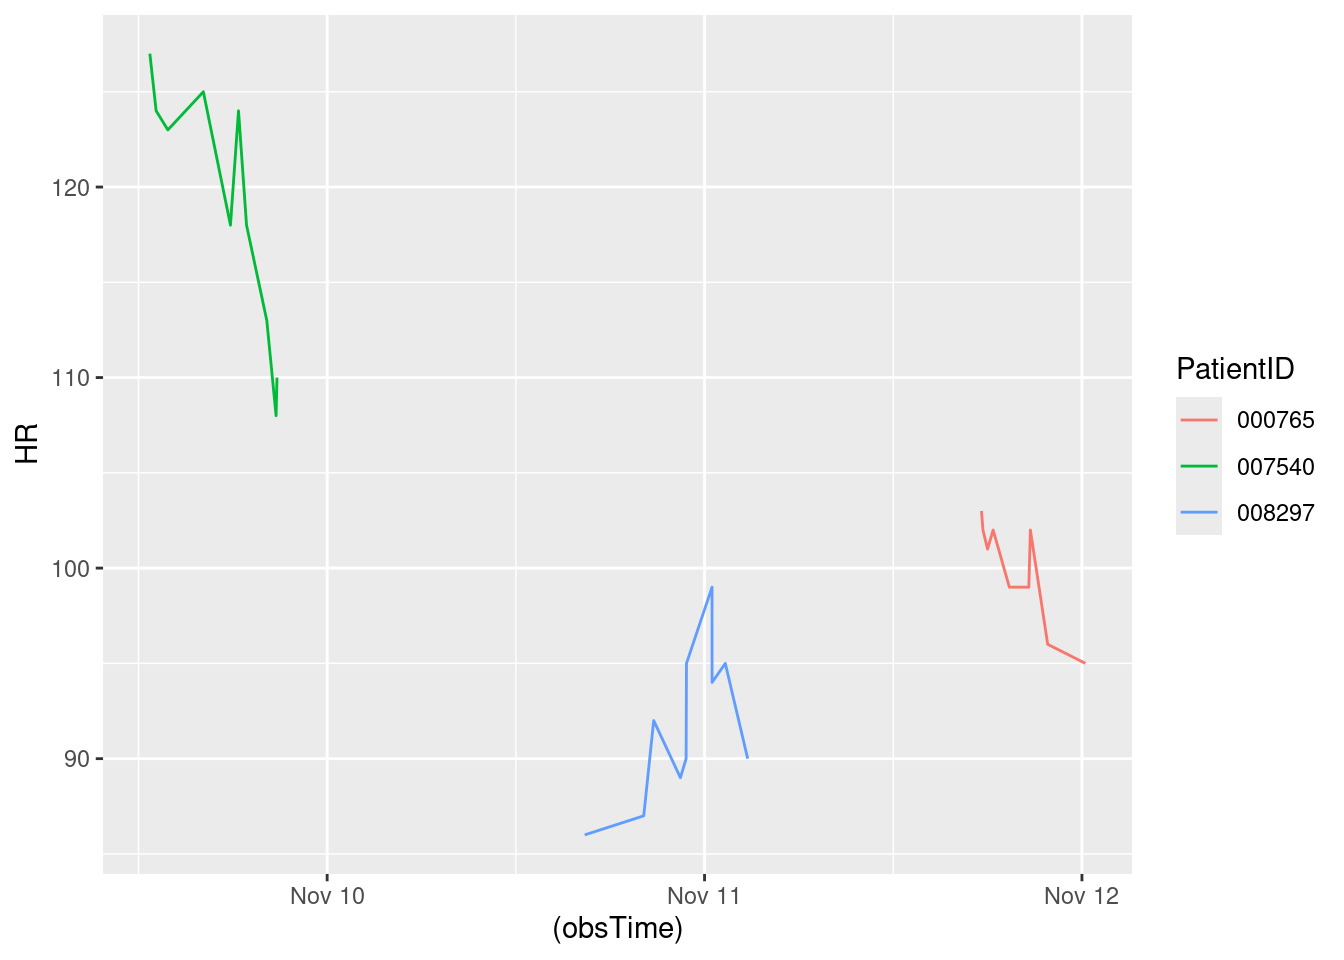 HR
120
110
100
90
Nov 10
Nov 11
Nov 12
(obsTime)
PatientID
000765
007540
008297